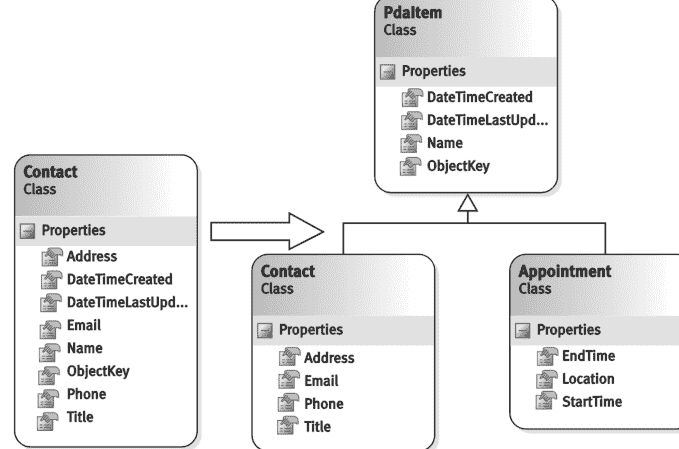 PdaItem
Class
Properties
DateTimeCreated
DateTimeLastUpd...
Name
ObjectKey
Contact
Class
Properties
Address
DateTimeCreated
DateTimeLastUpd...
Email
Name
ObjectKey
Phone
Title
Contact
Class
Properties
Address
Email
Phone
Title
Appointment
Class
Properties
EndTime
Location
StartTime